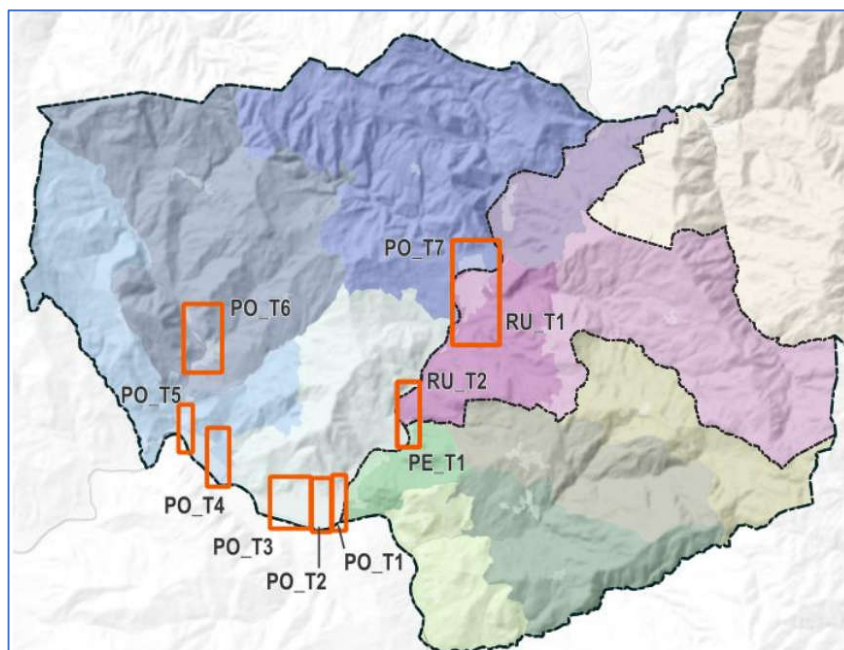 PO_T7
PO_T6
RU_T1
RU_T2
PO_T5
PE_T1
PO_T4
PO_T3
PO_T1
PO_T2